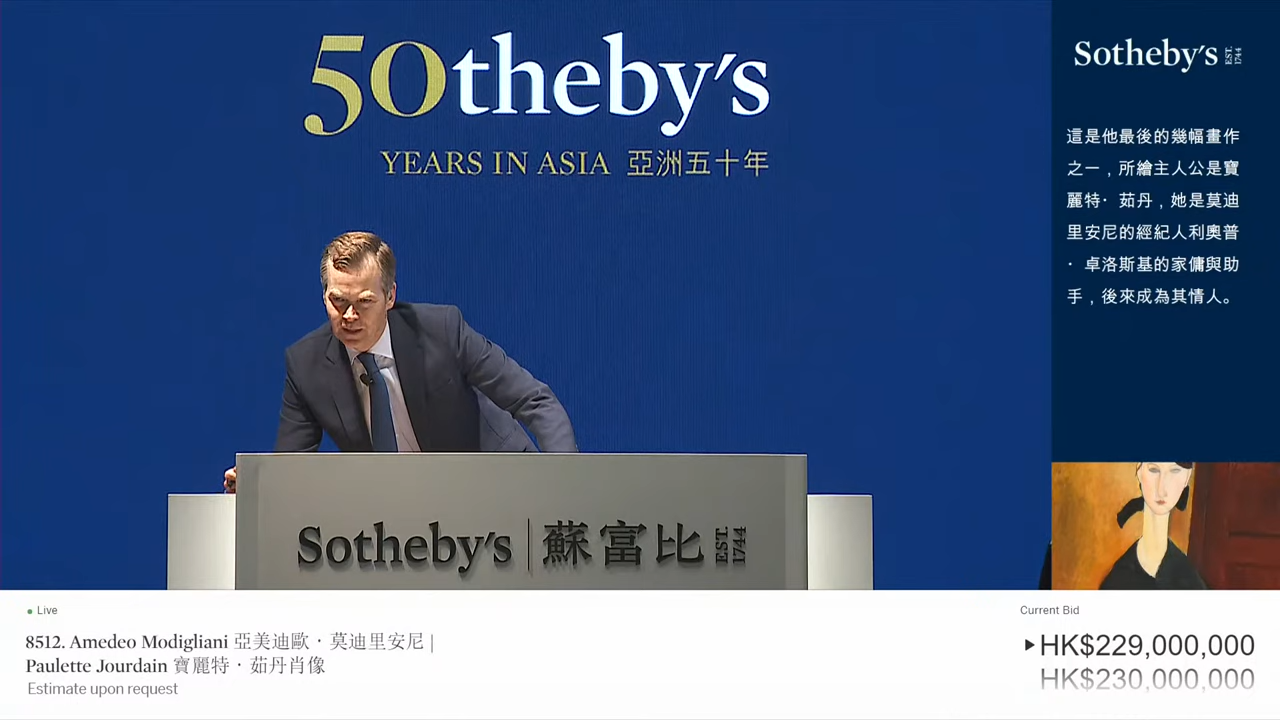 50theby's
YEARS IN ASIA 亞洲五十年
Sotheby's EST. 1744
這是他最後的幾幅畫作
之一，所繪主人公是寶
麗特· 茹丹，她是莫迪
里安尼的經紀人利奧普
· 卓洛斯基的家傭與助
手，後來成為其情人。
Sotheby's | 蘇富比 EST. 1744
Live
8512. Amedeo Modigliani 亞美迪歐・莫迪里安尼 |
Paulette Jourdain 寶麗特・茹丹肖像
Estimate upon request
Current Bid
HK$229,000,000
HK$230,000,000